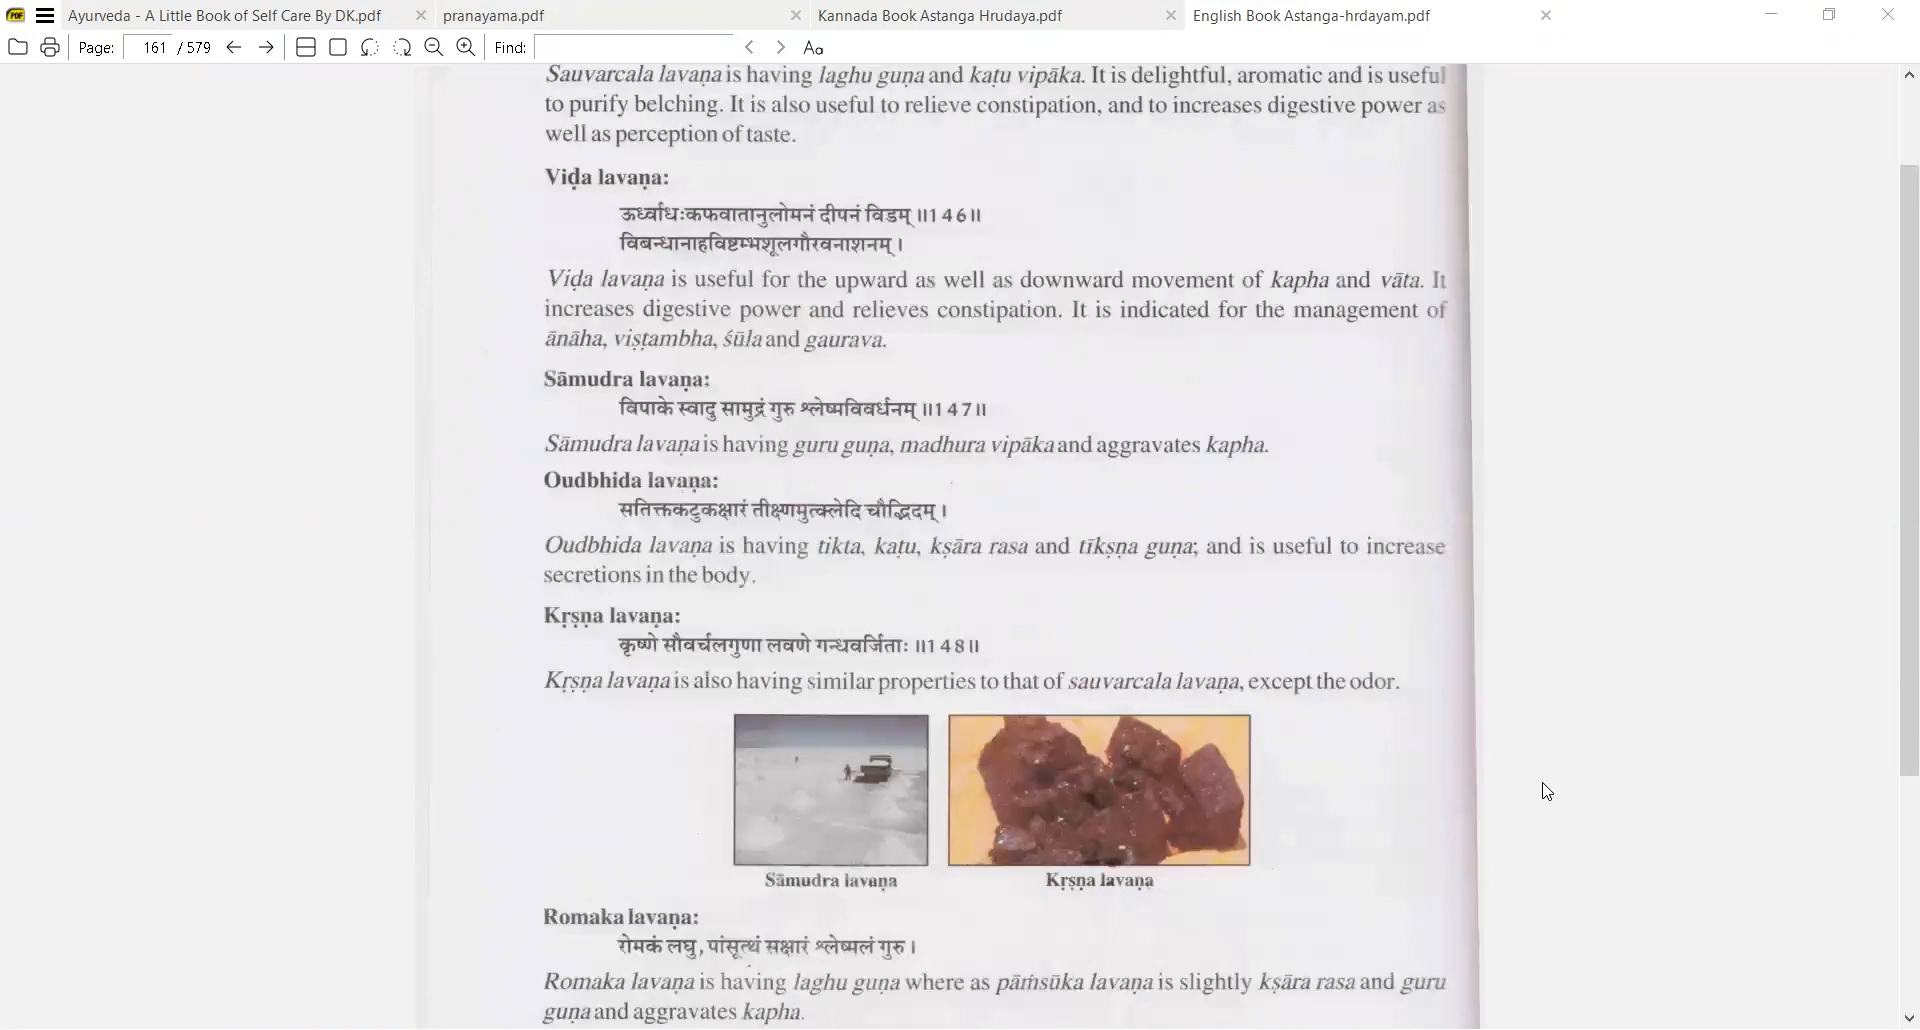 Ayurveda - A Little Book of Self Care By DK.pdf
pranayama.pdf
Kannada Book Astanga Hrudaya.pdf
English Book Astanga-hrdayam.pdf
Page: 161 / 579
Find:
Aa
Sauvarcala lavaṇa is having laghu guṇa and kaṭu vipāka. It is delightful, aromatic and is useful
to purify belching. It is also useful to relieve constipation, and to increases digestive power as
well as perception of taste.
Viḍa lavaṇa:
ऊर्ध्वाधःकफवातानुलोमनं दीपनं विडम् ॥146॥
विबन्धानाहविष्टम्भशूलगौरवनाशनम् ।
Viḍa lavaṇa is useful for the upward as well as downward movement of kapha and vāta. It
increases digestive power and relieves constipation. It is indicated for the management of
ānāha, viṣṭambha, śūla and gaurava.
Sāmudra lavaṇa:
विपाके स्वादु सामुद्रं गुरु श्लेष्मविवर्धनम् ॥147॥
Sāmudra lavaṇa is having guru guṇa, madhura vipāka and aggravates kapha.
Oudbhida lavaṇa:
सतिक्तकटुकक्षारं तीक्ष्णमुत्क्लेदि चौद्भिदम् ।
Oudbhida lavaṇa is having tikta, kaṭu, kṣāra rasa and tīkṣṇa guṇa; and is useful to increase
secretions in the body.
Kṛṣṇa lavaṇa:
कृष्णे सौवर्चलगुणा लवणे गन्धवर्जिताः ॥148॥
Kṛṣṇa lavaṇa is also having similar properties to that of sauvarcala lavaṇa, except the odor.
Sāmudra lavaṇa
Kṛṣṇa lavaṇa
Romaka lavaṇa:
रोमकं लघु, पांसूत्थं सक्षारं श्लेष्मलं गुरु ।
Romaka lavaṇa is having laghu guṇa where as pāṁsūka lavaṇa is slightly kṣāra rasa and guru
guṇa and aggravates kapha.